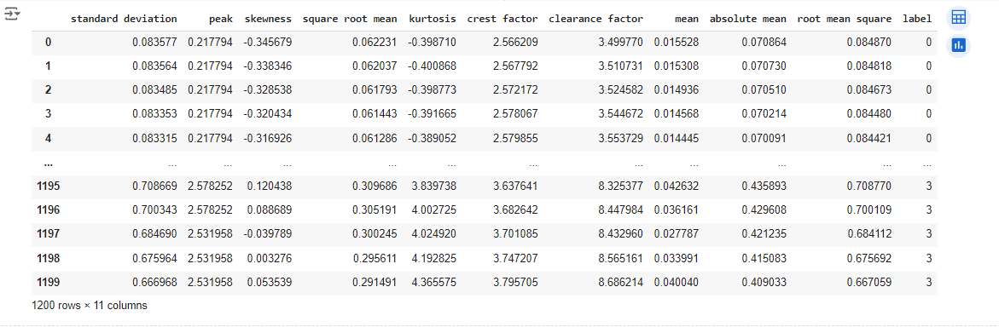 standard deviation peak skewness square root mean kurtosis crest factor clearance factor mean absolute mean root mean square label
0 0.083577 0.217794 -0.345679 0.062231 -0.398710 2.566209 3.499770 0.015528 0.070864 0.084870 0
1 0.083564 0.217794 -0.338346 0.062037 -0.400868 2.567792 3.510731 0.015308 0.070730 0.084818 0
2 0.083485 0.217794 -0.328538 0.061793 -0.398773 2.572172 3.524582 0.014936 0.070510 0.084673 0
3 0.083353 0.217794 -0.320434 0.061443 -0.391665 2.578067 3.544672 0.014568 0.070214 0.084480 0
4 0.083315 0.217794 -0.316926 0.061286 -0.389052 2.579855 3.553729 0.014445 0.070091 0.084421 0
... ... ... ... ... ... ... ... ... ... ... ...
1195 0.708669 2.578252 0.120438 0.309686 3.839738 3.637641 8.325377 0.042632 0.435893 0.708770 3
1196 0.700343 2.578252 0.088689 0.305191 4.002725 3.682642 8.447984 0.036161 0.429608 0.700109 3
1197 0.684690 2.531958 -0.039789 0.300245 4.024920 3.701085 8.432960 0.027787 0.421235 0.684112 3
1198 0.675964 2.531958 0.003276 0.295611 4.192825 3.747207 8.565161 0.033991 0.415083 0.675692 3
1199 0.666968 2.531958 0.053539 0.291491 4.365575 3.795705 8.686214 0.040040 0.409033 0.667059 3
1200 rows × 11 columns